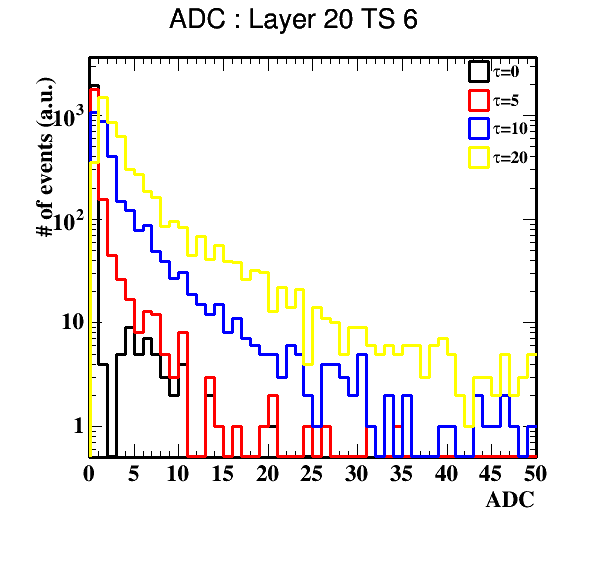 ADC : Layer 20 TS 6
# of events (a.u.)
10³
10²
10
1
τ=0
τ=5
τ=10
τ=20
0 5 10 15 20 25 30 35 40 45 50
ADC